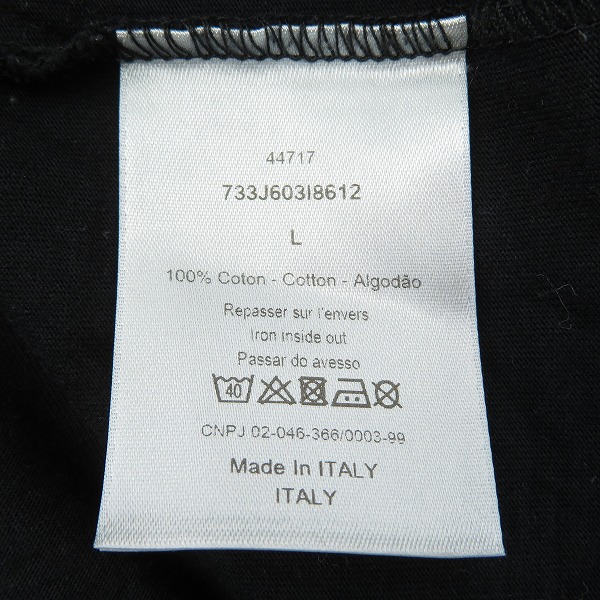 44717
733J603I8612
L
100% Coton - Cotton - Algodão
Repasser sur l'envers
Iron inside out
Passar do avesso
40
CNPJ 02-046-366/0003-99
Made In ITALY
ITALY